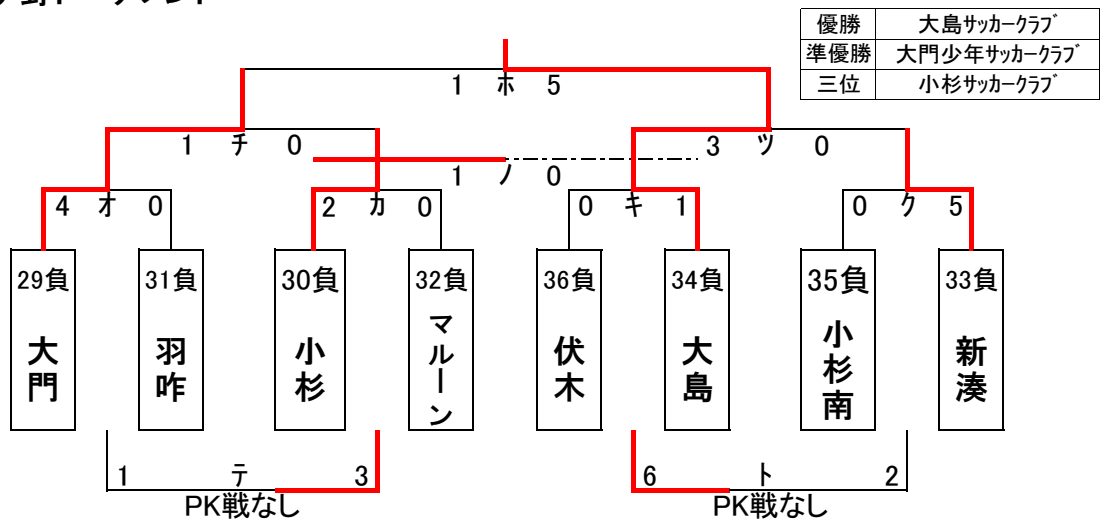 優勝 大島サッカークラブ
準優勝 大門少年サッカークラブ
三位 小杉サッカークラブ
1 ホ 5
1 チ 0
3 ツ 0
1 ノ 0
4 オ 0
2 カ 0
0 キ 1
0 ク 5
29負 31負 30負 32負 36負 34負 35負 33負
大門 羽咋 小杉 マルーン 伏木 大島 小杉南 新湊
1 テ 3
6 ト 2
PK戦なし
PK戦なし